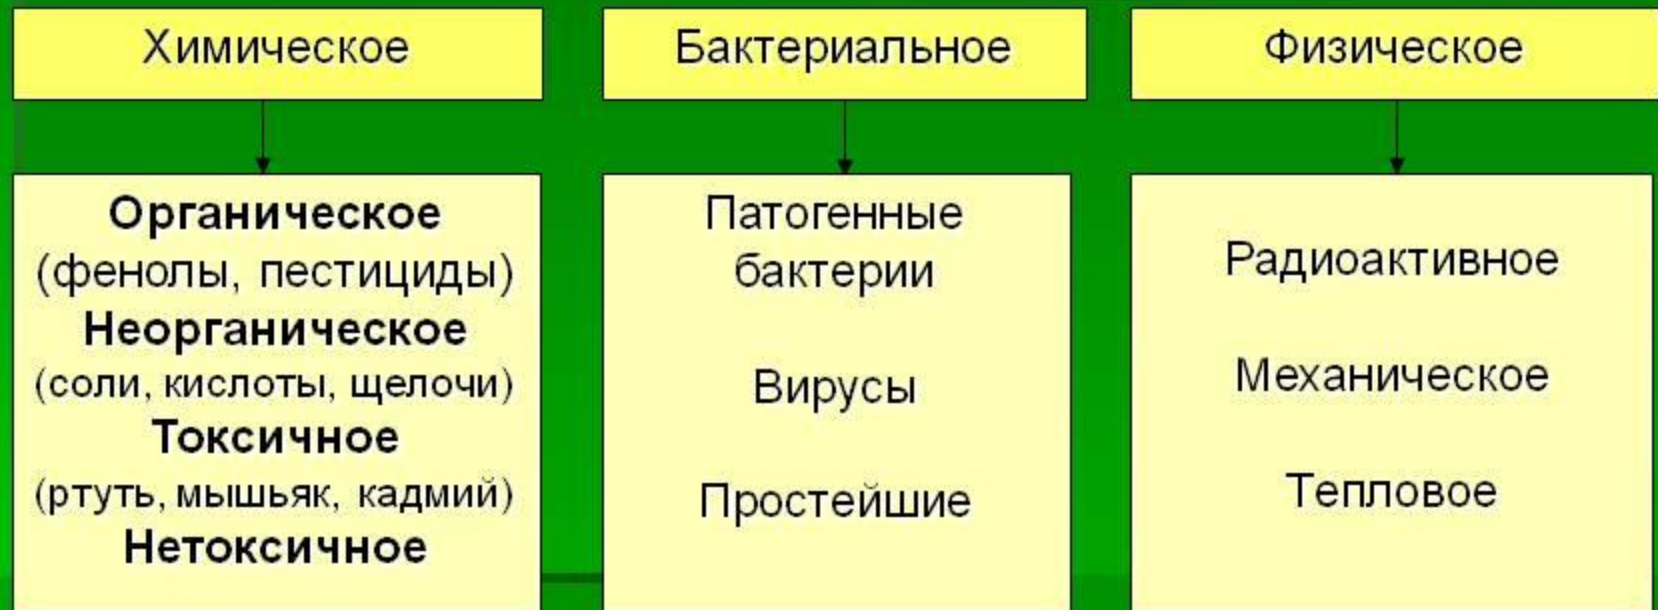 Химическое
Бактериальное
Физическое
Органическое
(фенолы, пестициды)
Неорганическое
(соли, кислоты, щелочи)
Токсичное
(ртуть, мышьяк, кадмий)
Нетоксичное
Патогенные
бактерии
Вирусы
Простейшие
Радиоактивное
Механическое
Тепловое